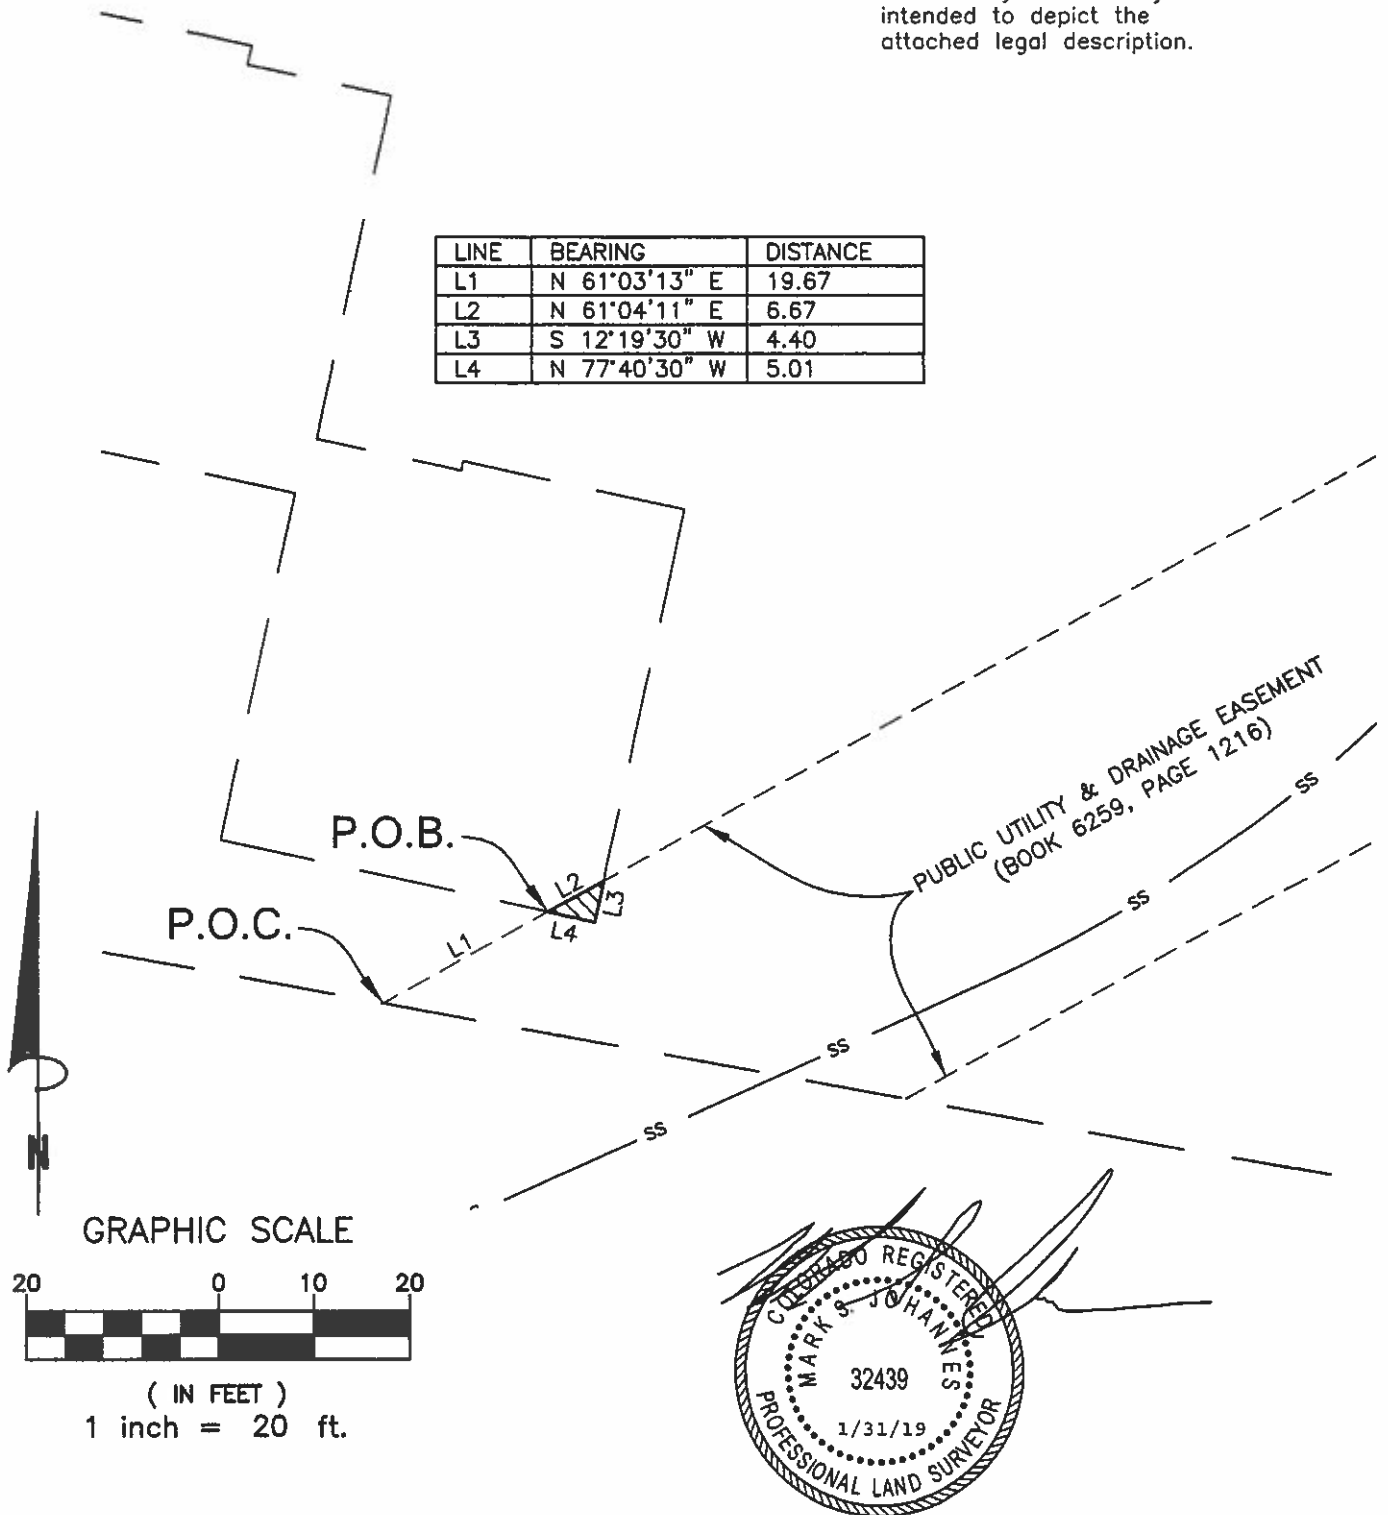 intended to depict the
attached legal description.
LINE BEARING DISTANCE
L1 N 61°03'13" E 19.67
L2 N 61°04'11" E 6.67
L3 S 12°19'30" W 4.40
L4 N 77°40'30" W 5.01
PUBLIC UTILITY & DRAINAGE EASEMENT
(BOOK 6259, PAGE 1216)
P.O.B.
L2
L3
L4
P.O.C.
L1
SS
SS
SS
SS
N
GRAPHIC SCALE
20 0 10 20
( IN FEET )
1 inch = 20 ft.
COLORADO REGISTERED
MARK S. JOHANNES
32439
1/31/19
PROFESSIONAL LAND SURVEYOR